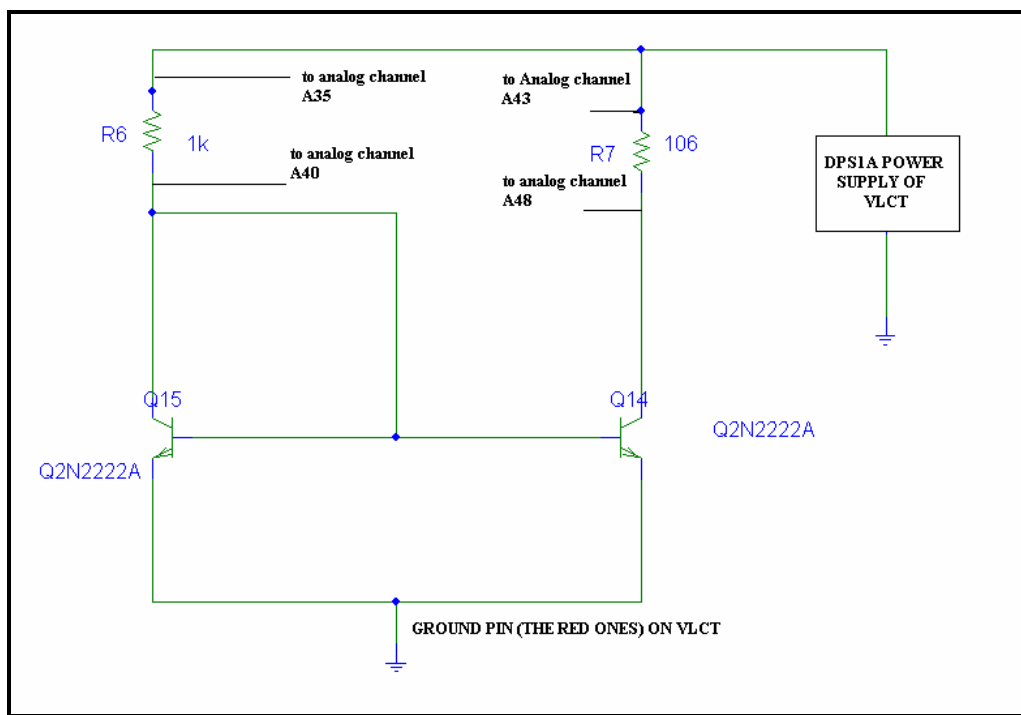 to analog channel
A35
R6
1k
to analog channel
A40
to Analog channel
A43
R7
106
to analog channel
A48
DPS1A POWER
SUPPLY OF
VLCT
Q15
Q2N2222A
Q14
Q2N2222A
GROUND PIN (THE RED ONES) ON VLCT